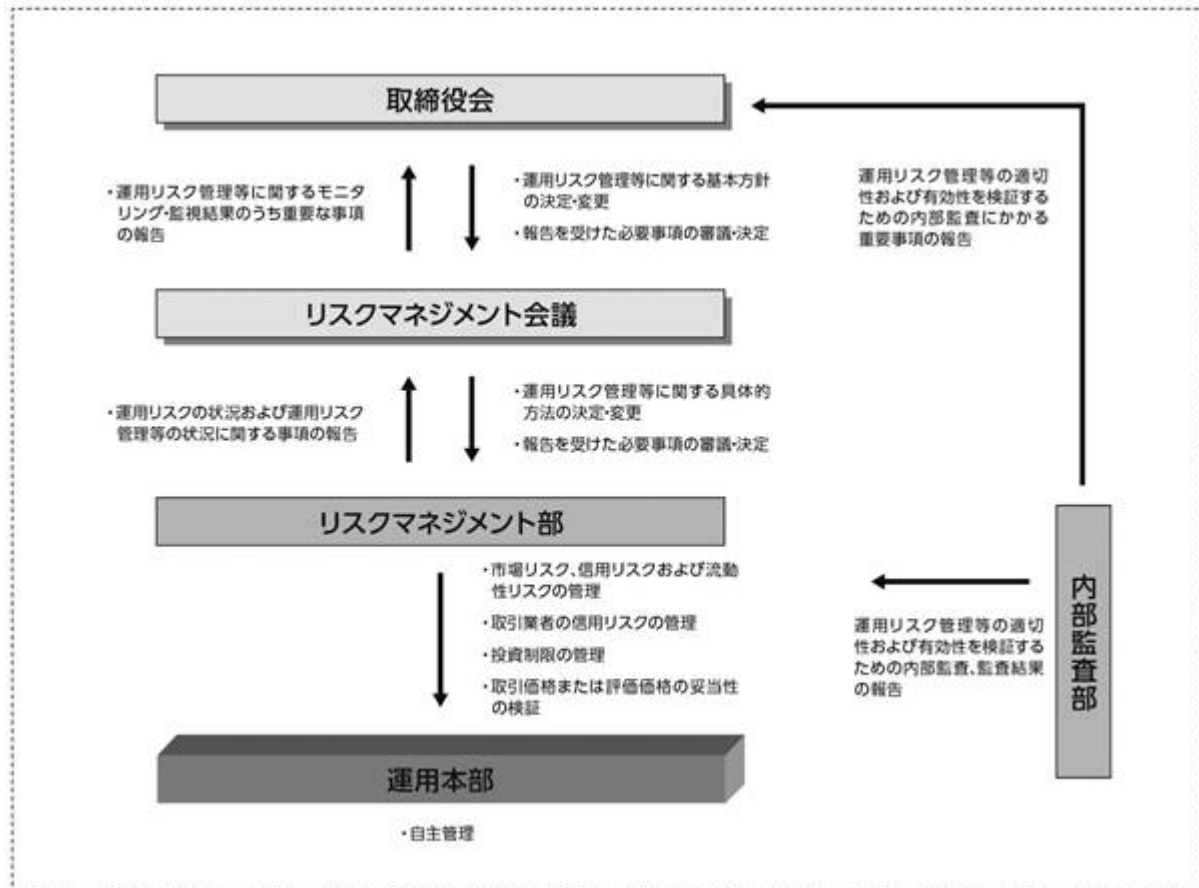 取締役会
・運用リスク管理等に関するモニタ
リング・監視結果のうち重要な事項
の報告
・運用リスク管理等に関する基本方針
の決定・変更
・報告を受けた必要事項の審議・決定
運用リスク管理等の適切
性および有効性を検証する
ための内部監査にかかる
重要事項の報告
リスクマネジメント会議
・運用リスクの状況および運用リスク
管理等の状況に関する事項の報告
・運用リスク管理等に関する具体的
方法の決定・変更
・報告を受けた必要事項の審議・決定
リスクマネジメント部
・市場リスク、信用リスクおよび流動
性リスクの管理
・取引業者の信用リスクの管理
・投資制限の管理
・取引価格または評価価格の妥当性
の検証
運用リスク管理等の適切
性および有効性を検証する
ための内部監査、監査結果
の報告
内部監査部
運用本部
・自主管理